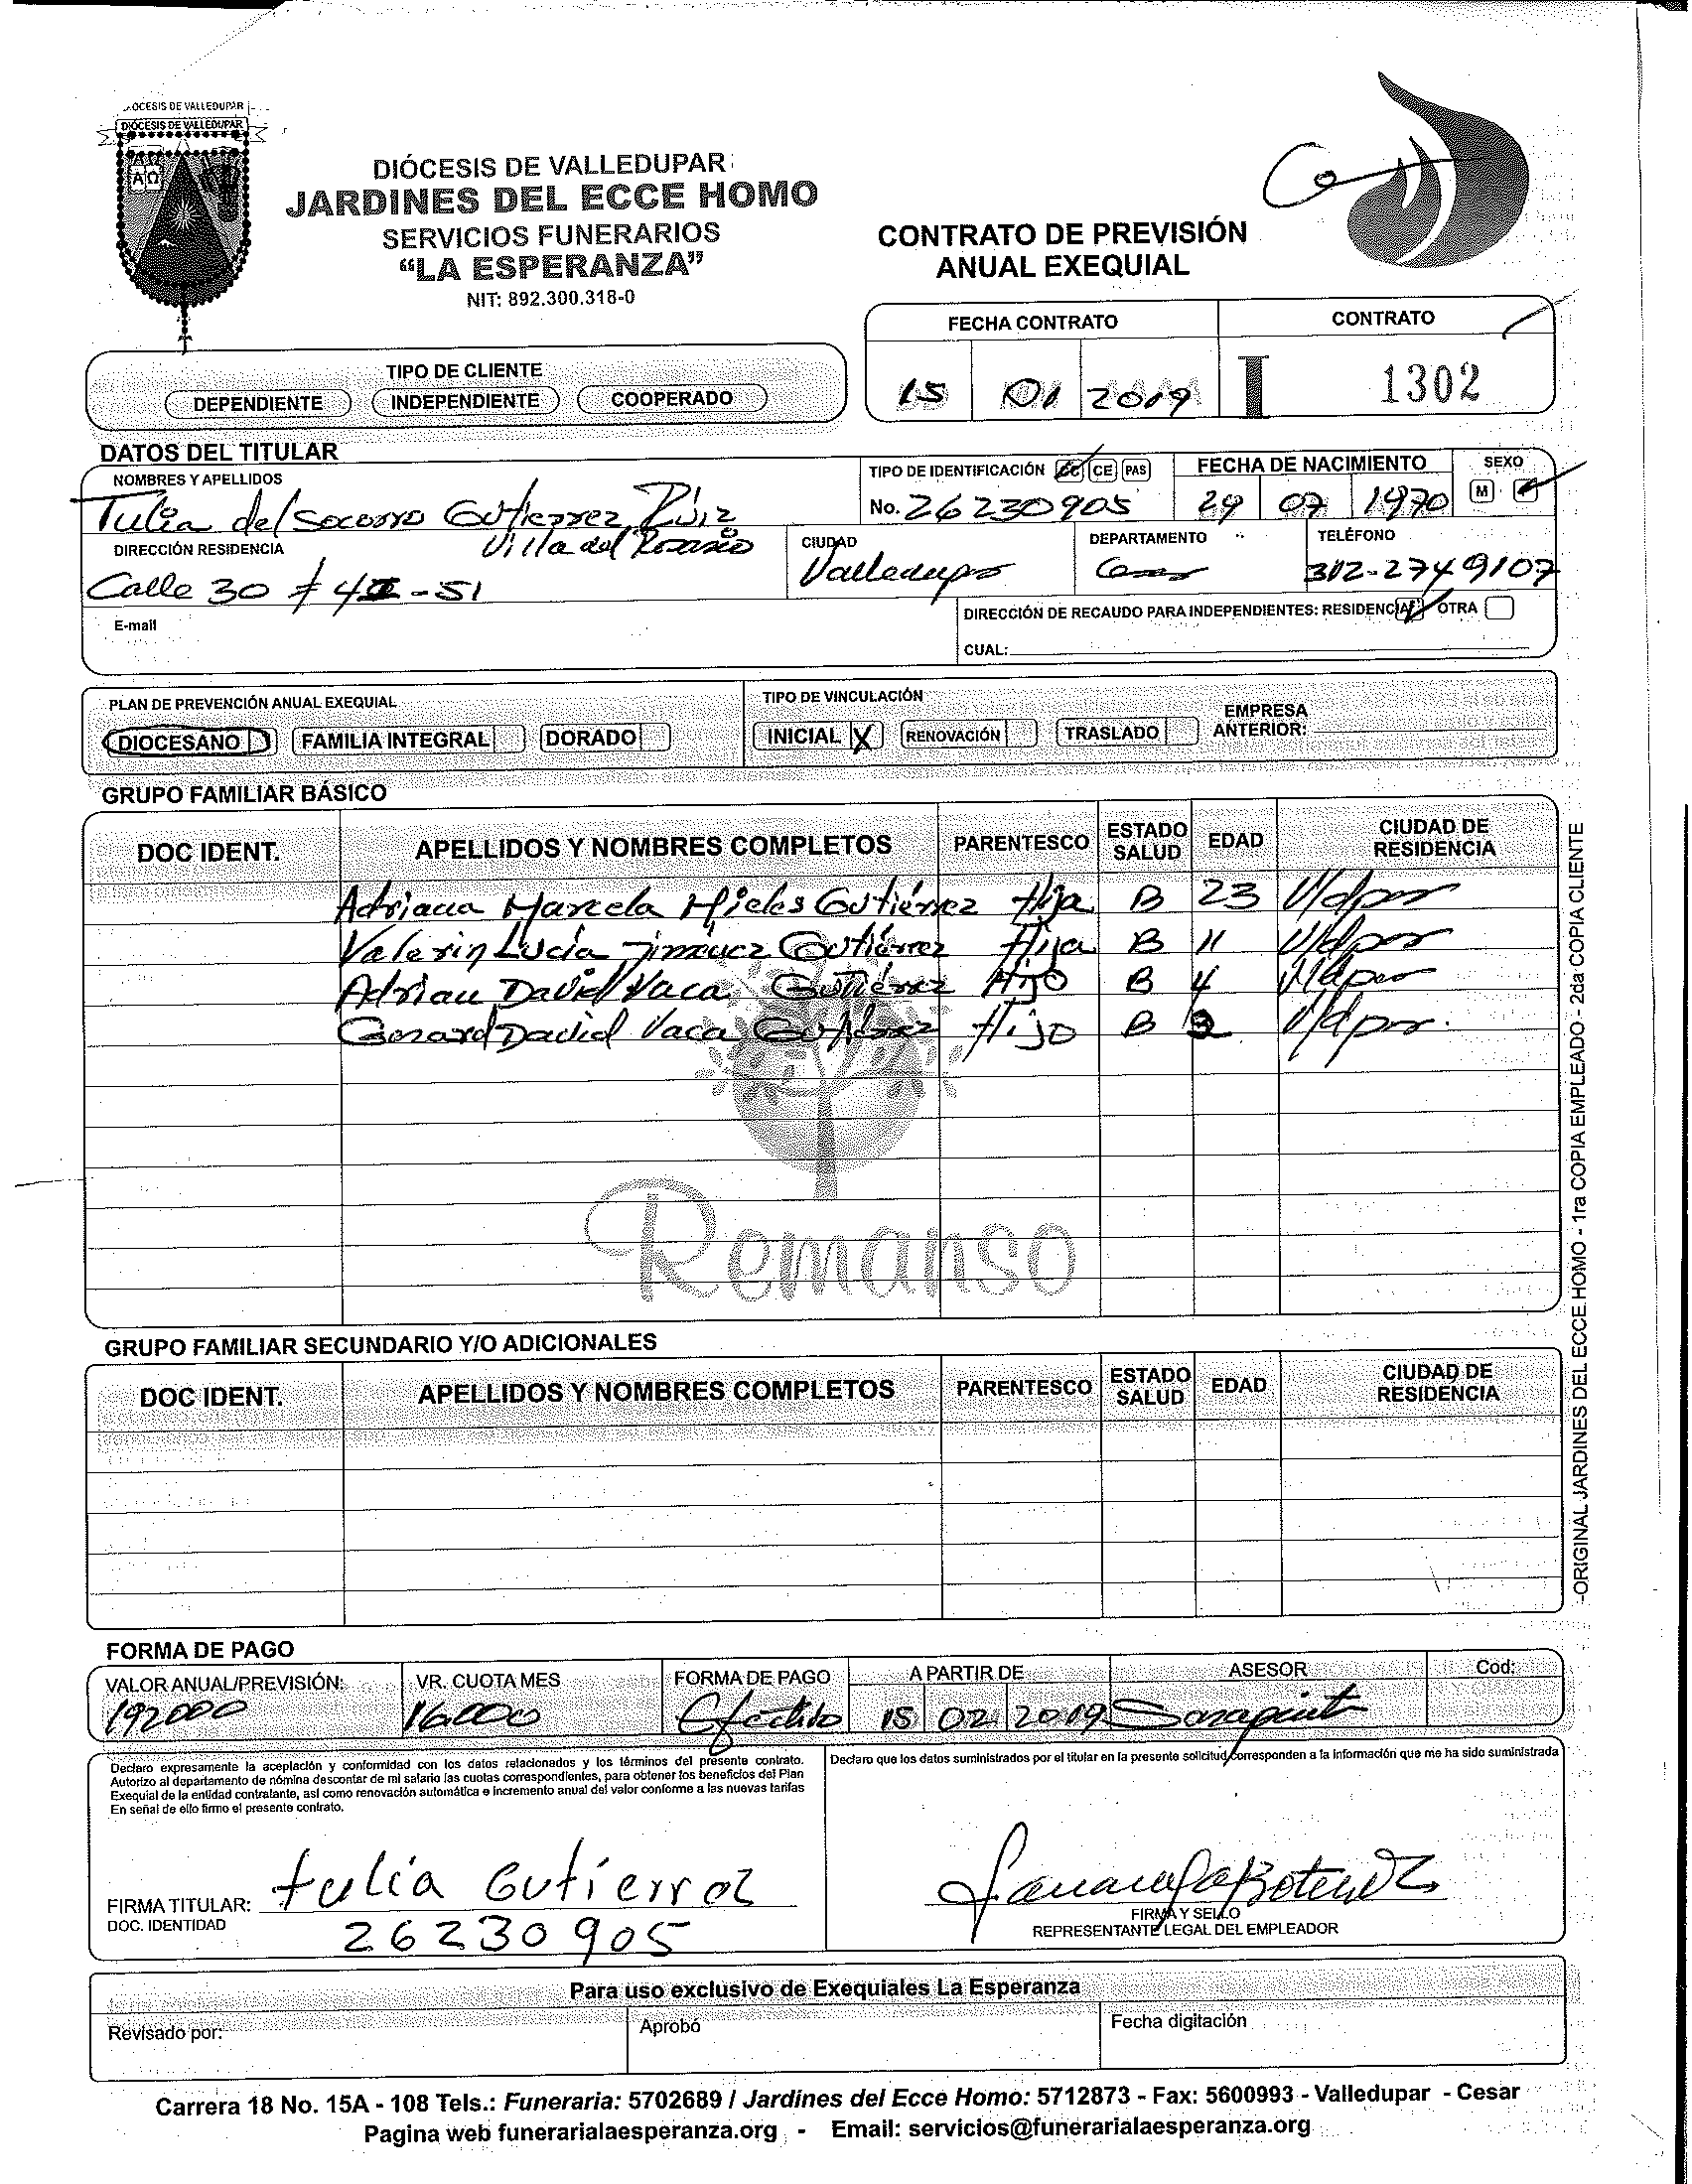 DIÓCESIS DE VALLEDUPAR
DIÓCESIS DE VALLEDUPAR
JARDINES DEL ECCE HOMO
SERVICIOS FUNERARIOS
“LA ESPERANZA”
NIT: 892.300.318-0
CONTRATO DE PREVISIÓN
ANUAL EXEQUIAL
FECHA CONTRATO CONTRATO
15 01 2019 I 1302
TIPO DE CLIENTE
DEPENDIENTE INDEPENDIENTE COOPERADO
DATOS DEL TITULAR
NOMBRES Y APELLIDOS TIPO DE IDENTIFICACIÓN CC CE PAS FECHA DE NACIMIENTO SEXO
Tulia del Socorro Gutierrez Ruiz No. 26230905 29 07 1970 M
DIRECCIÓN RESIDENCIA Villa del Rosario CIUDAD DEPARTAMENTO TELÉFONO
Calle 30 # 4 -51 Valledupar Cesar 312-2749107
E-mail DIRECCIÓN DE RECAUDO PARA INDEPENDIENTES: RESIDENCIA OTRA
CUAL:
PLAN DE PREVENCIÓN ANUAL EXEQUIAL TIPO DE VINCULACIÓN
DIOCESANO FAMILIA INTEGRAL DORADO INICIAL X RENOVACIÓN TRASLADO EMPRESA ANTERIOR:
GRUPO FAMILIAR BÁSICO
DOC IDENT. APELLIDOS Y NOMBRES COMPLETOS PARENTESCO ESTADO SALUD EDAD CIUDAD DE RESIDENCIA
Adriana Marcela Mieles Gutiérrez Hija B 23 V/dpar
Valerin Lucia Jimenez Gutiérrez Hija B 11 V/dpar
Adrian David Vaca Gutiérrez Hijo B 4 V/dpar
Gerard David Vaca Gutiérrez Hijo B V/dpar.
Remanso
GRUPO FAMILIAR SECUNDARIO Y/O ADICIONALES
DOC IDENT. APELLIDOS Y NOMBRES COMPLETOS PARENTESCO ESTADO SALUD EDAD CIUDAD DE RESIDENCIA
-ORIGINAL JARDINES DEL ECCE HOMO - 1ra COPIA EMPLEADO - 2da COPIA CLIENTE
FORMA DE PAGO
VALOR ANUAL/PREVISIÓN: VR. CUOTA MES FORMA DE PAGO A PARTIR DE ASESOR Cod:
192000 16.000 Efectivo 15 02 2019 Sarapinto
Declaro expresamente la aceptación y conformidad con los datos relacionados y los términos del presente contrato.
Autorizo al departamento de nómina descontar de mi salario las cuotas correspondientes, para obtener los beneficios del Plan
Exequial de la entidad contratante, así como renovación automática e incremento anual del valor conforme a las nuevas tarifas
En señal de ello firmo el presente contrato.
Declaro que los datos suministrados por el titular en la presente solicitud corresponden a la información que me ha sido suministrada
FIRMA TITULAR: tulia Gutierrez
DOC. IDENTIDAD 26230905
FIRMA Y SELLO
REPRESENTANTE LEGAL DEL EMPLEADOR
Para uso exclusivo de Exequiales La Esperanza
Revisado por: Aprobó Fecha digitación
Carrera 18 No. 15A - 108 Tels.: Funeraria: 5702689 / Jardines del Ecce Homo: 5712873 - Fax: 5600993 - Valledupar - Cesar
Pagina web funerarialaesperanza.org - Email: servicios@funerarialaesperanza.org